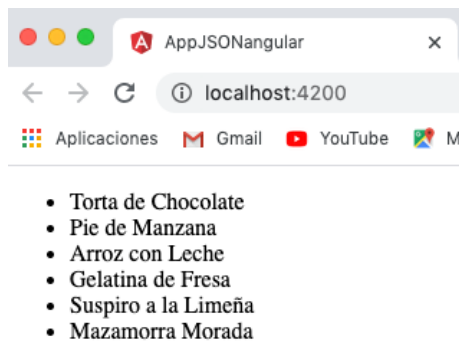 AppJSONangular
localhost:4200
Aplicaciones Gmail YouTube M
Torta de Chocolate
Pie de Manzana
Arroz con Leche
Gelatina de Fresa
Suspiro a la Limeña
Mazamorra Morada